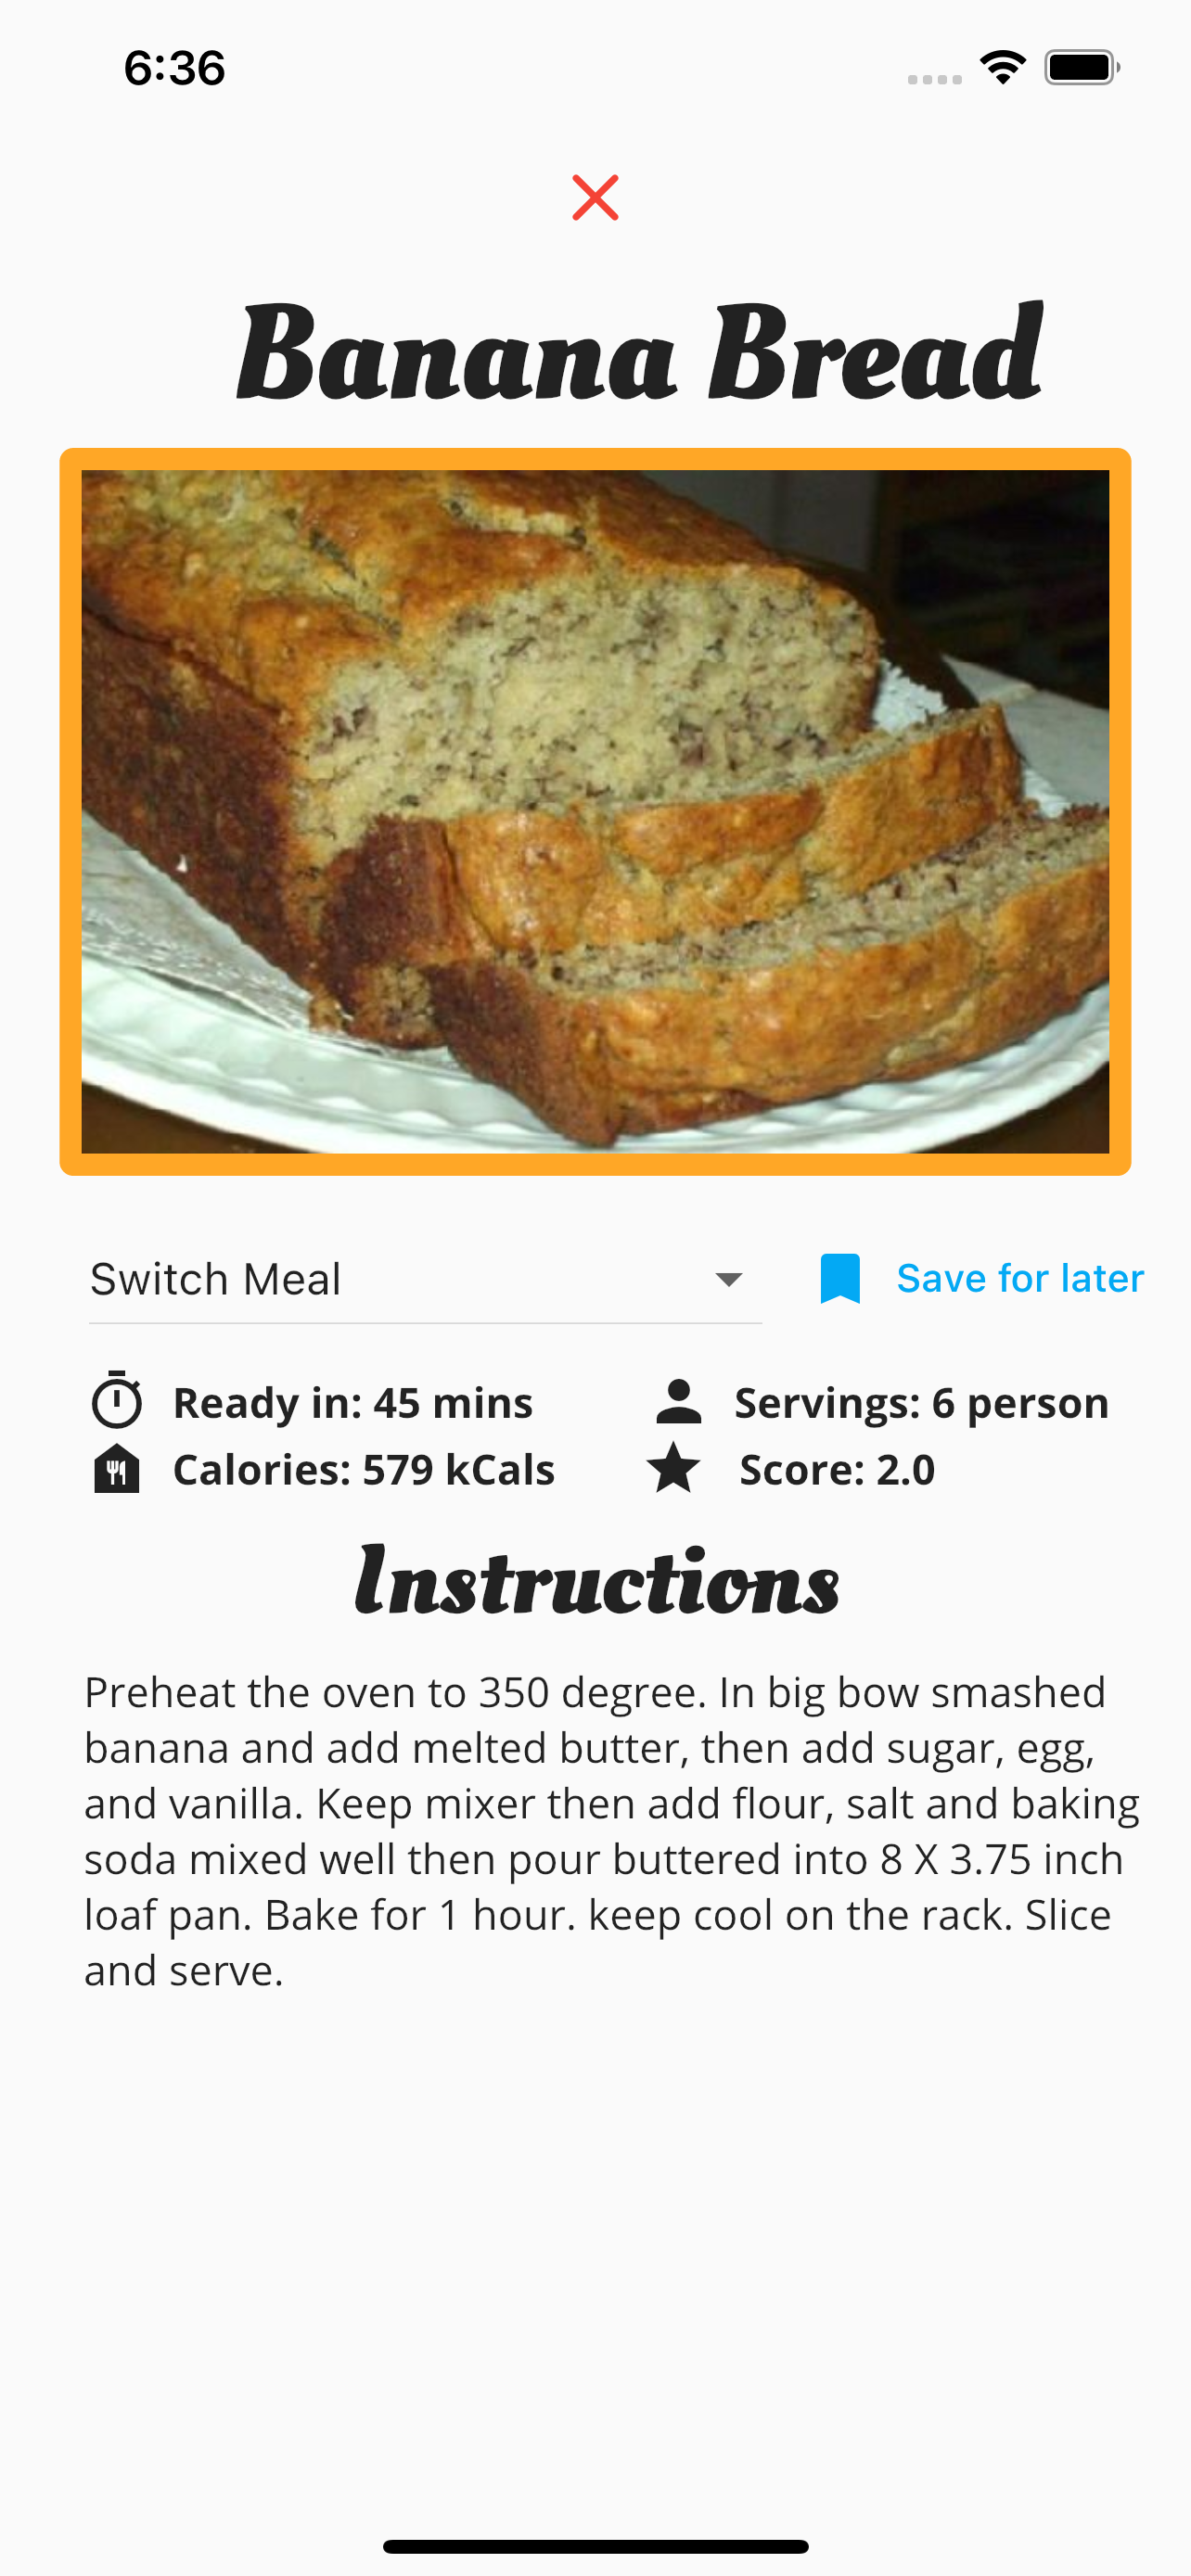 6:36
Banana Bread
Switch Meal
Save for later
Ready in: 45 mins
Servings: 6 person
Calories: 579 kCals
Score: 2.0
Instructions
Preheat the oven to 350 degree. In big bow smashed
banana and add melted butter, then add sugar, egg,
and vanilla. Keep mixer then add flour, salt and baking
soda mixed well then pour buttered into 8 X 3.75 inch
loaf pan. Bake for 1 hour. keep cool on the rack. Slice
and serve.